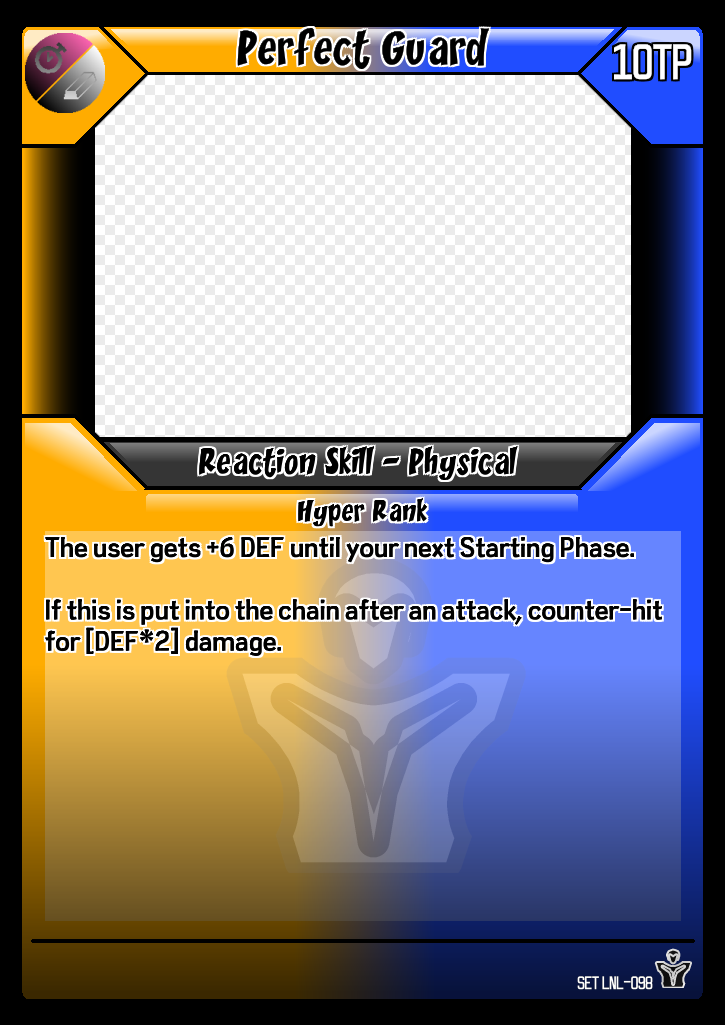 Perfect Guard
10TP
Reaction Skill - Physical
Hyper Rank
The user gets +6 DEF until your next Starting Phase.
If this is put into the chain after an attack, counter-hit
for [DEF*2] damage.
SET LNL-098